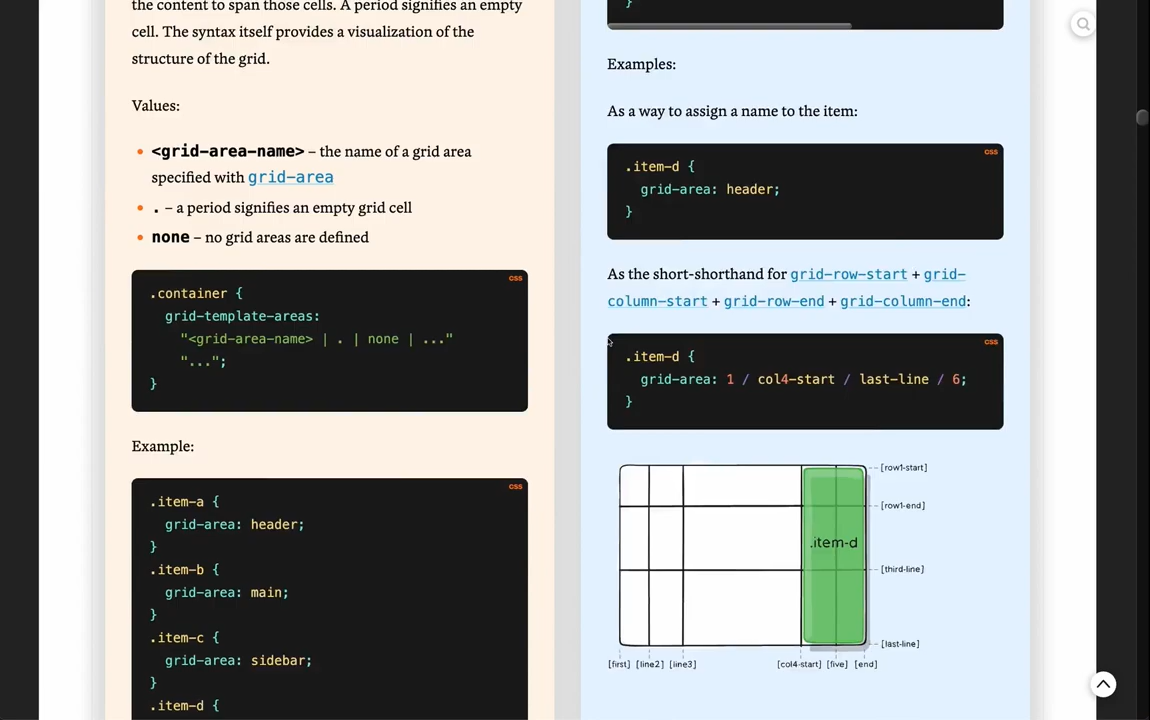 the content to span those cells. A period signifies an empty
cell. The syntax itself provides a visualization of the
structure of the grid.
Values:
<grid-area-name> – the name of a grid area
specified with grid-area
. – a period signifies an empty grid cell
none – no grid areas are defined
css
.container {
grid-template-areas:
"<grid-area-name> | . | none | ..."
"...";
}
Example:
css
.item-a {
grid-area: header;
}
.item-b {
grid-area: main;
}
.item-c {
grid-area: sidebar;
}
.item-d {
}
Examples:
As a way to assign a name to the item:
css
.item-d {
grid-area: header;
}
As the short-shorthand for grid-row-start + grid-
column-start + grid-row-end + grid-column-end:
css
.item-d {
grid-area: 1 / col4-start / last-line / 6;
}
[row1-start]
[row1-end]
.item-d
[third-line]
[last-line]
[first] [line2] [line3] [col4-start] [five] [end]